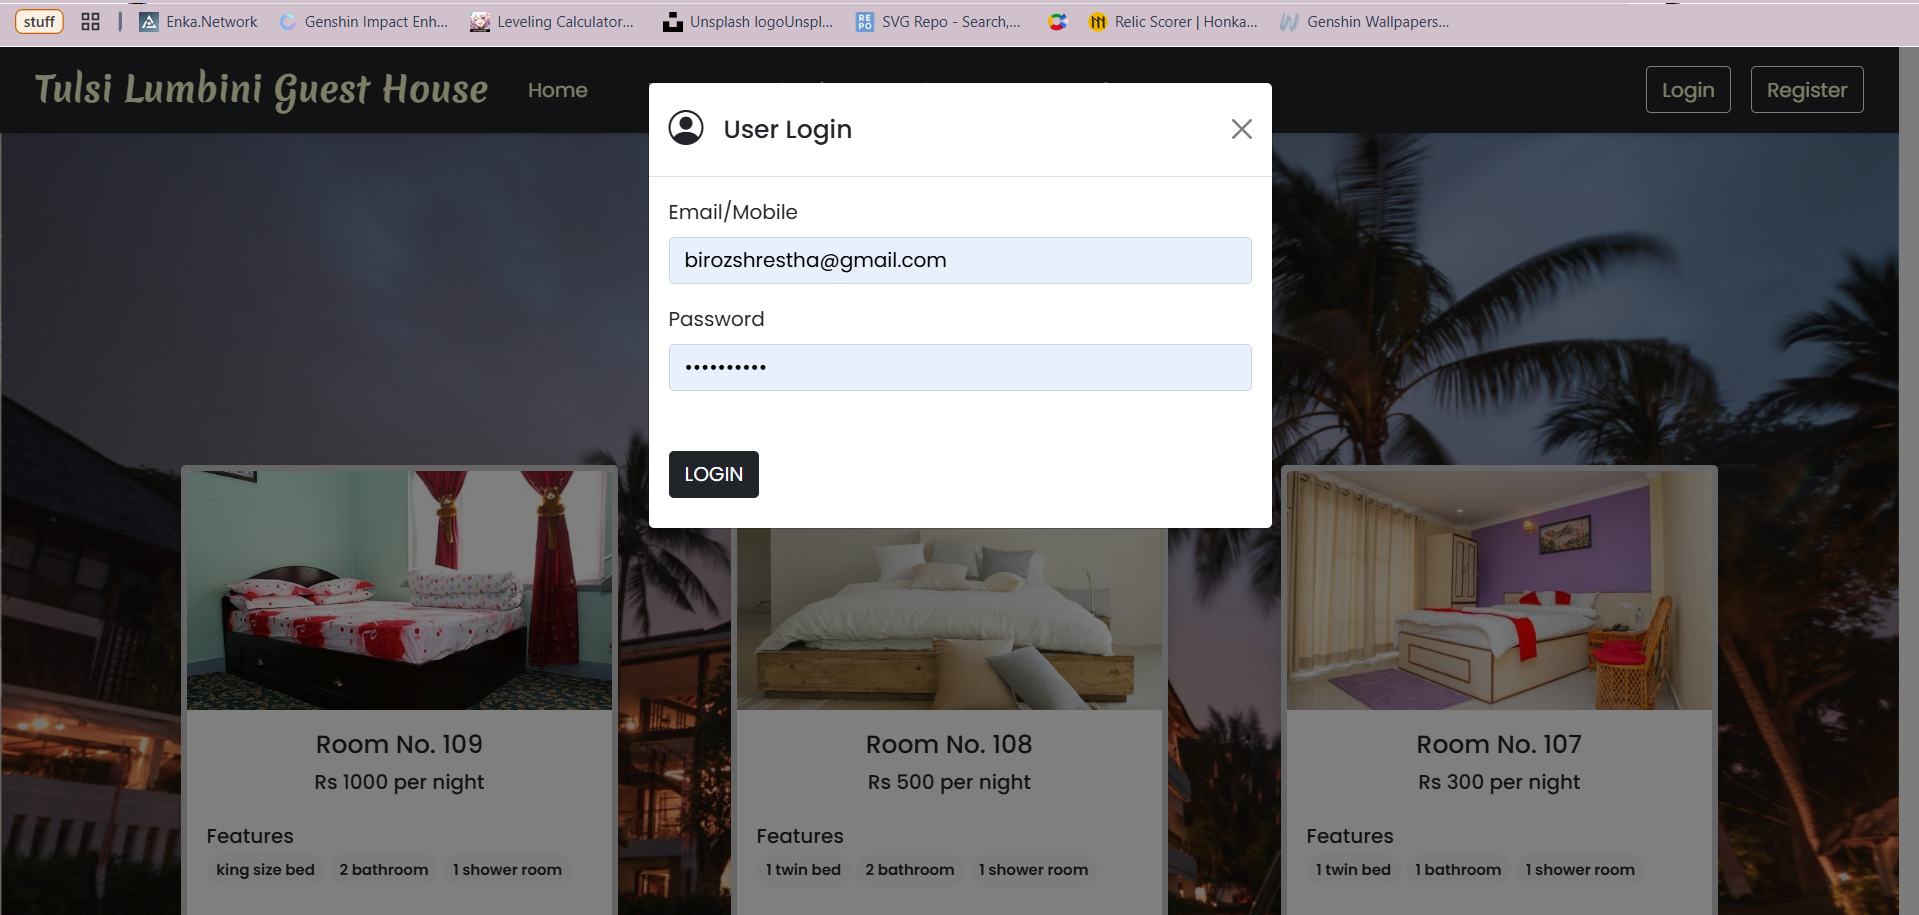 stuff
Enka.Network
Genshin Impact Enh...
Leveling Calculator...
Unsplash logoUnspl...
REPO
SVG Repo - Search,...
Relic Scorer | Honka...
Genshin Wallpapers...
Tulsi Lumbini Guest House
Home
Login
Register
User Login
Email/Mobile
birozshrestha@gmail.com
Password
••••••••••
LOGIN
Room No. 109
Rs 1000 per night
Features
king size bed 2 bathroom 1 shower room
Room No. 108
Rs 500 per night
Features
1 twin bed 2 bathroom 1 shower room
Room No. 107
Rs 300 per night
Features
1 twin bed 1 bathroom 1 shower room